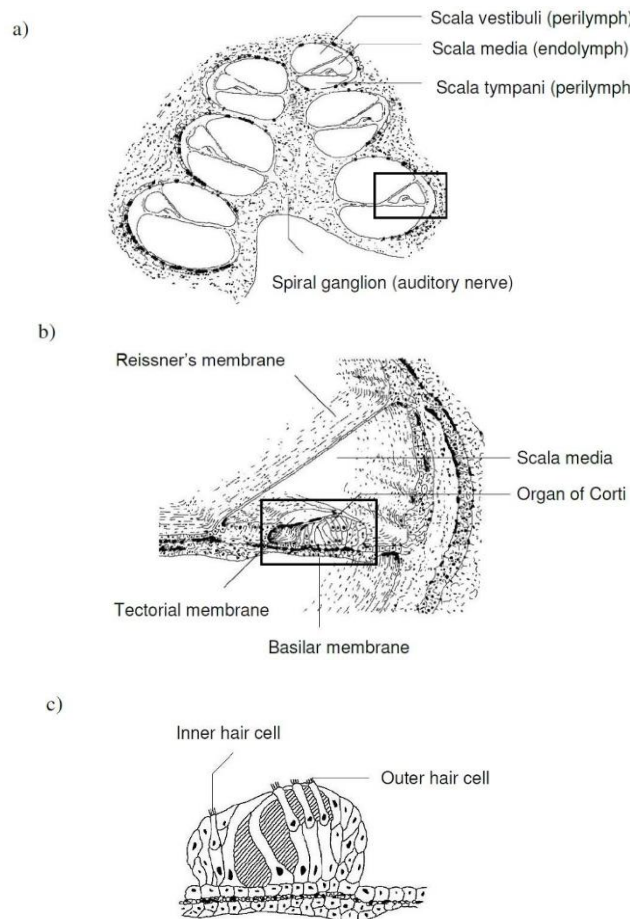 a)
Scala vestibuli (perilymph)
Scala media (endolymph)
Scala tympani (perilymph
Spiral ganglion (auditory nerve)
b)
Reissner's membrane
Scala media
Organ of Corti
Tectorial membrane
Basilar membrane
c)
Inner hair cell
Outer hair cell